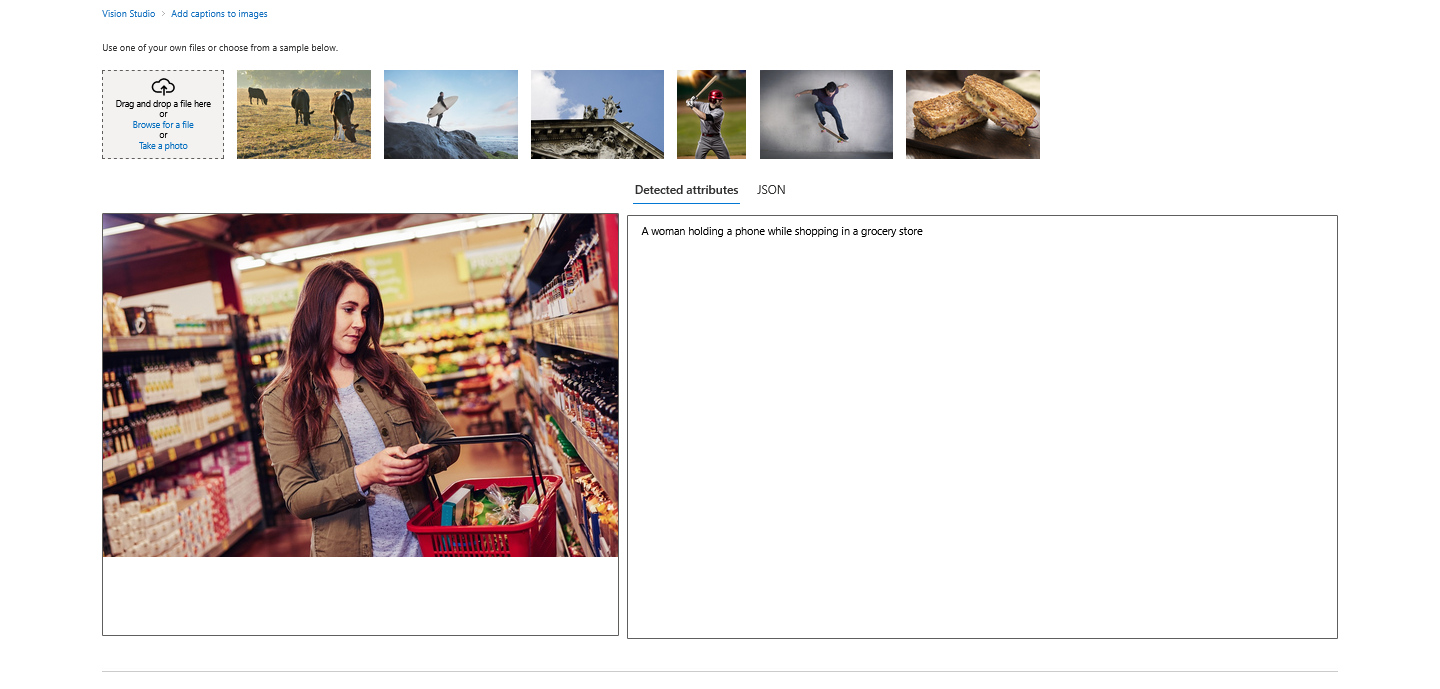 Vision Studio > Add captions to images
Use one of your own files or choose from a sample below.
Drag and drop a file here
or
Browse for a file
or
Take a photo
Detected attributes JSON
A woman holding a phone while shopping in a grocery store